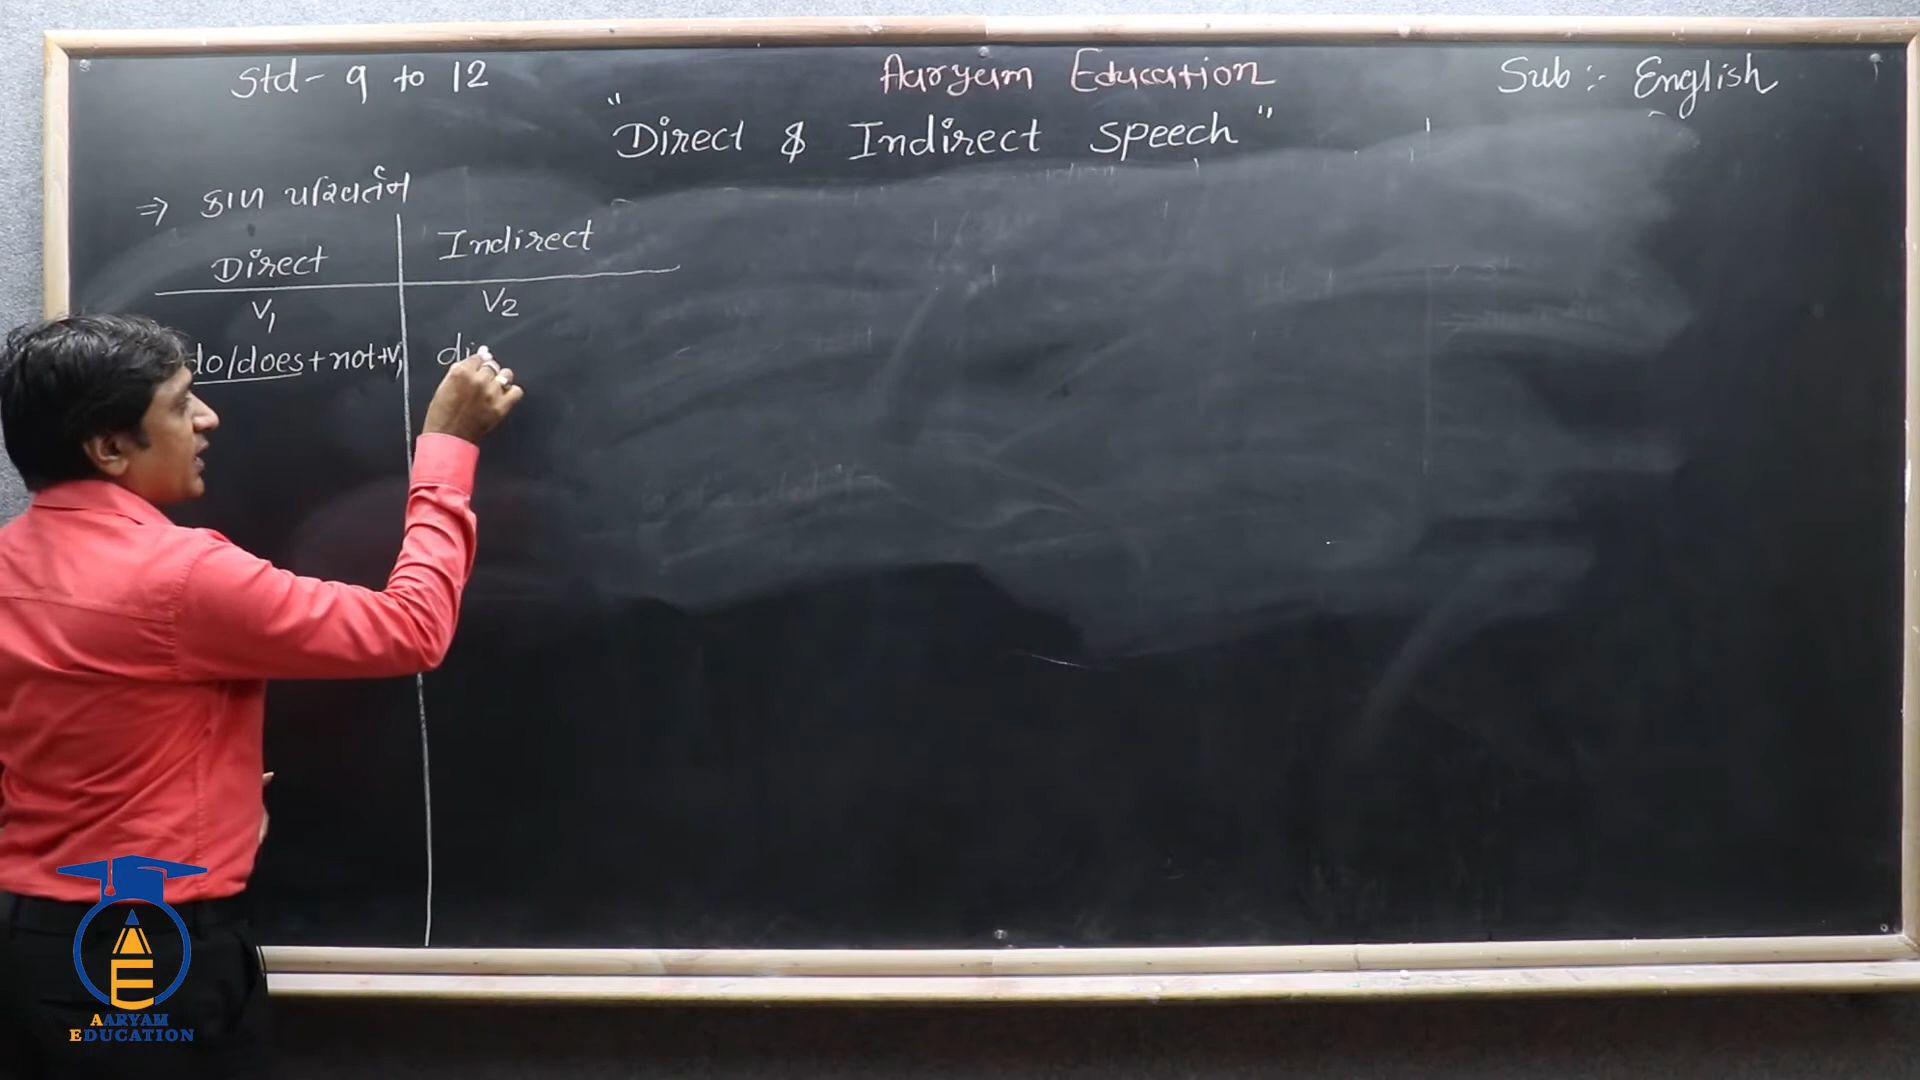 Std - 9 to 12
Aaryam Education
Sub :- English
"Direct & Indirect Speech"
⇒ કાળ પરિવર્તન
Direct
Indirect
V1
V2
do/does + not + V1
di
AARYAM
EDUCATION